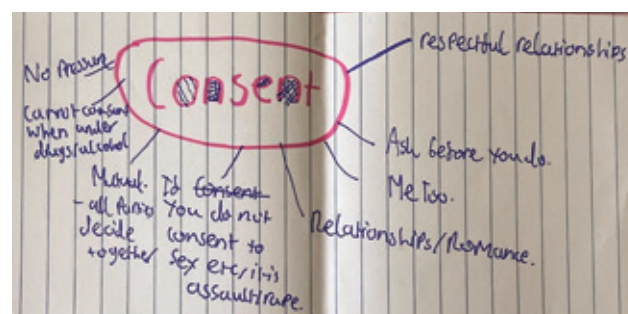 Consent
No Pressure
Cannot consent
when under
drugs/alcohol
Mutual.
- all
decide
together
If Consent
You do not
consent to
sex etc/it is
assault/rape.
Relationships/Romance.
Me Too.
Ask before you do.
respectful relationships